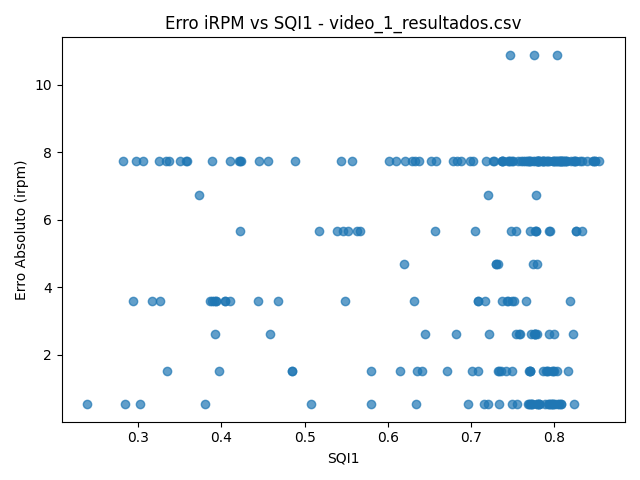 Erro iRPM vs SQI1 - video_1_resultados.csv
Erro Absoluto (irpm)
10
8
6
4
2
0.3 0.4 0.5 0.6 0.7 0.8
SQI1